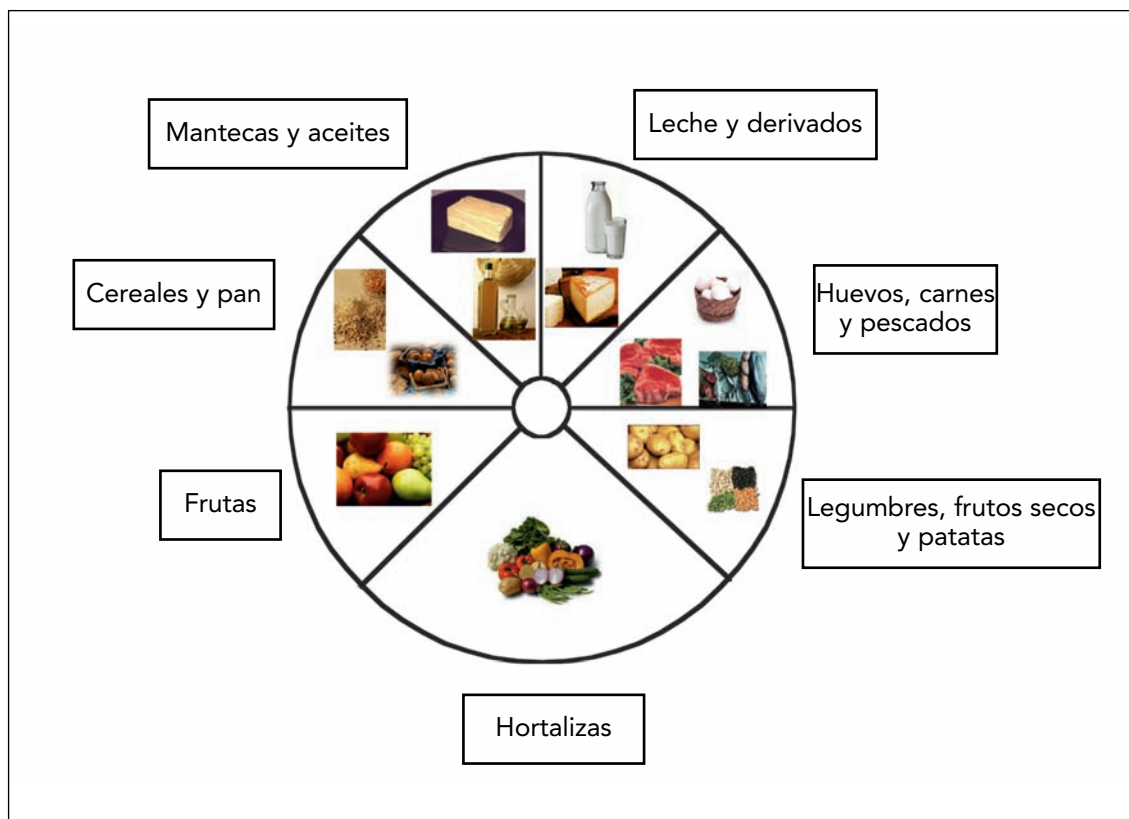 Mantecas y aceites
Leche y derivados
Cereales y pan
Huevos, carnes
y pescados
Frutas
Legumbres, frutos secos
y patatas
Hortalizas